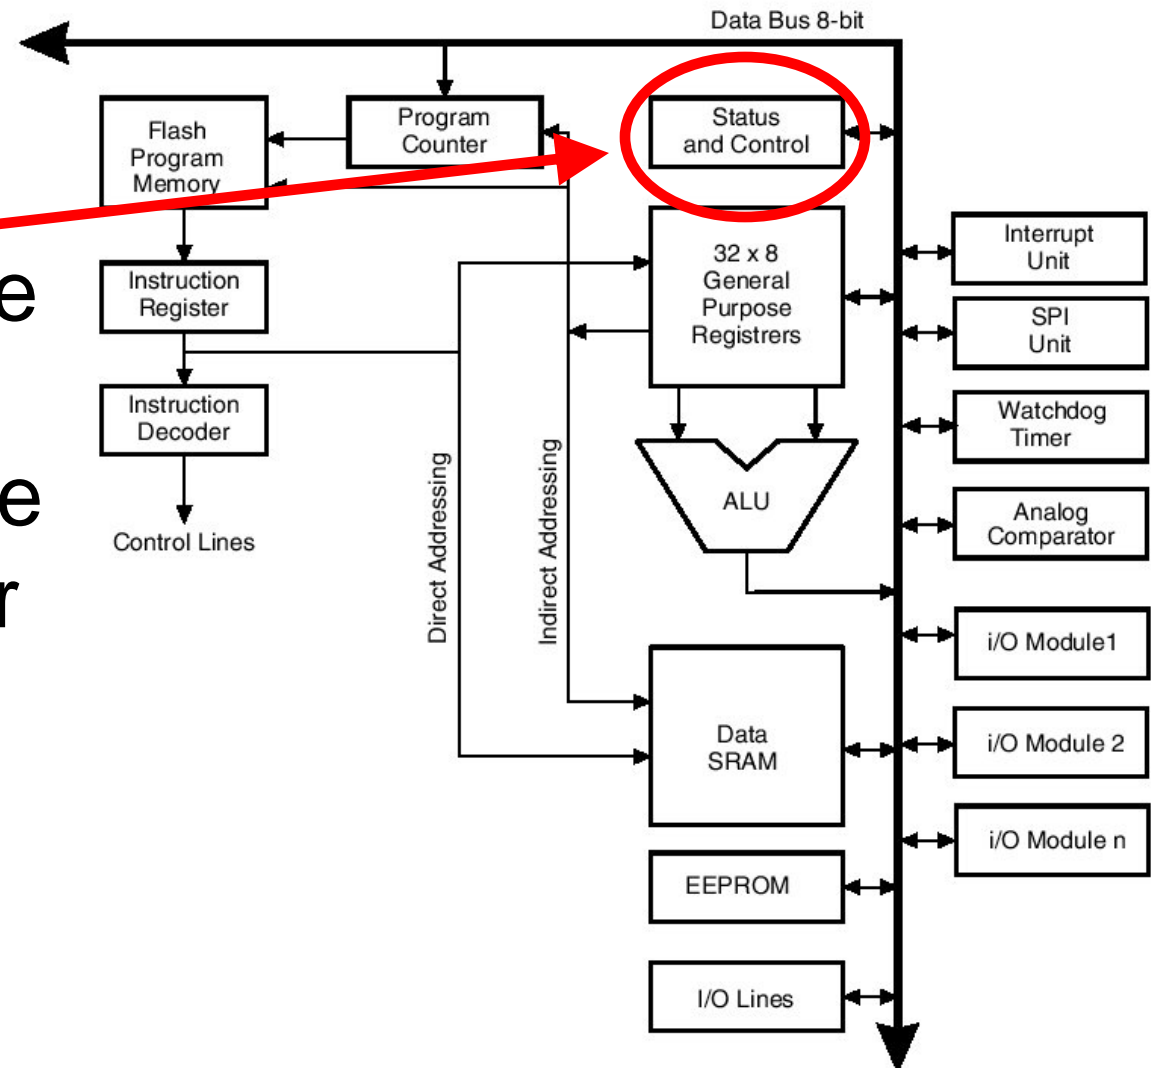 Data Bus 8-bit
Flash
Program
Memory
Program
Counter
Status
and Control
e
Instruction
Register
32 x 8
General
Purpose
Registrers
Interrupt
Unit
SPI
Unit
Instruction
Decoder
Watchdog
Timer
e
r
Control Lines
Direct Addressing
Indirect Addressing
ALU
Analog
Comparator
i/O Module1
Data
SRAM
i/O Module 2
i/O Module n
EEPROM
I/O Lines